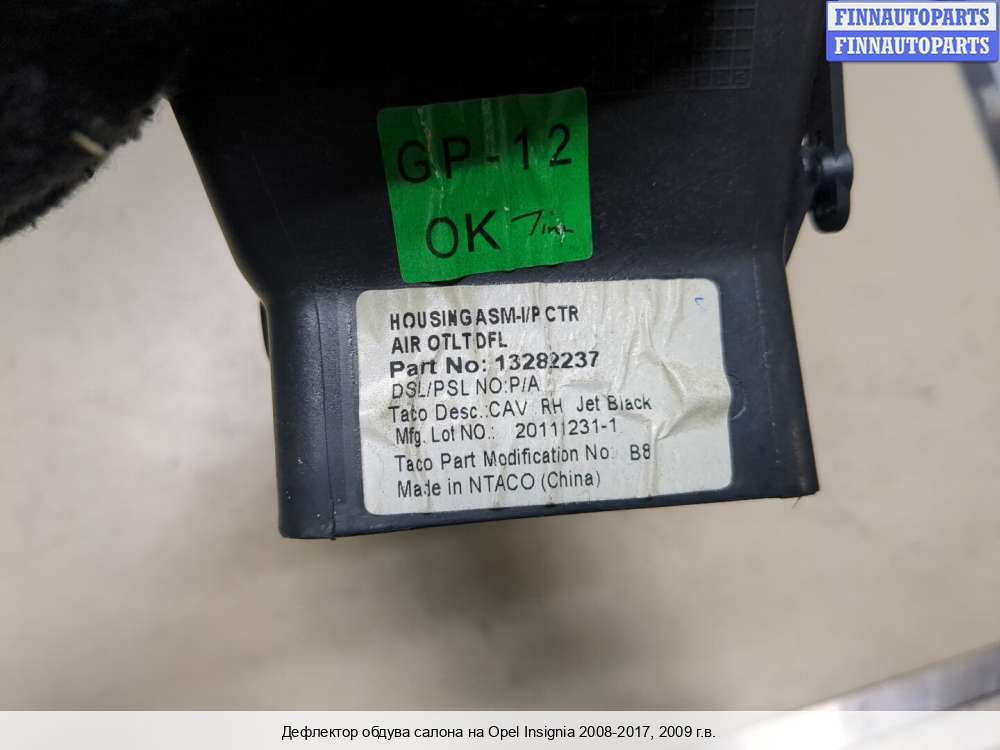 FINNAUTOPARTS
FINNAUTOPARTS
GP-12
OK
HOUSING ASM-I/P CTR
AIR OTLT DFL
Part No: 13282237
DSL/PSL NO:P/A
Taco Desc.:CAV RH Jet Black
Mfg. Lot NO.: 20111231-1
Taco Part Modification No: B8
Made in NTACO (China)
Дефлектор обдува салона на Opel Insignia 2008-2017, 2009 г.в.